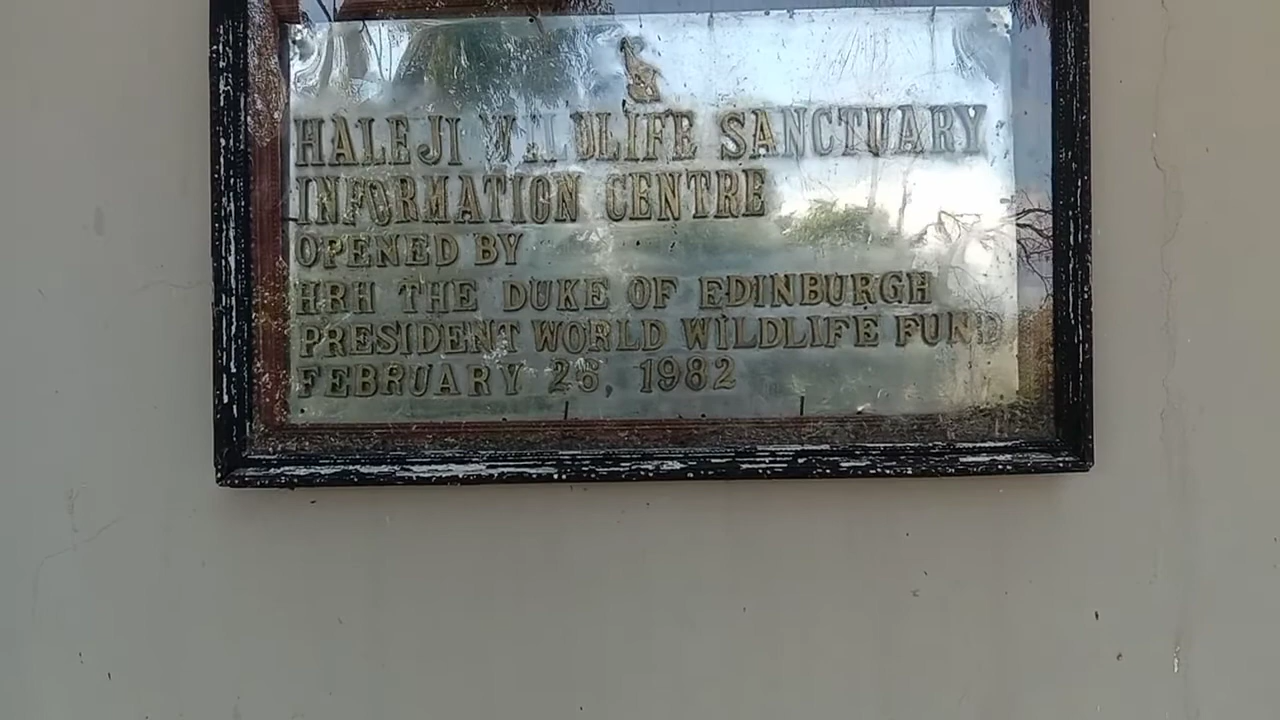 HALEJI WILDLIFE SANCTUARY
INFORMATION CENTRE
OPENED BY
HRH THE DUKE OF EDINBURGH
PRESIDENT WORLD WILDLIFE FUND
FEBRUARY 26, 1982